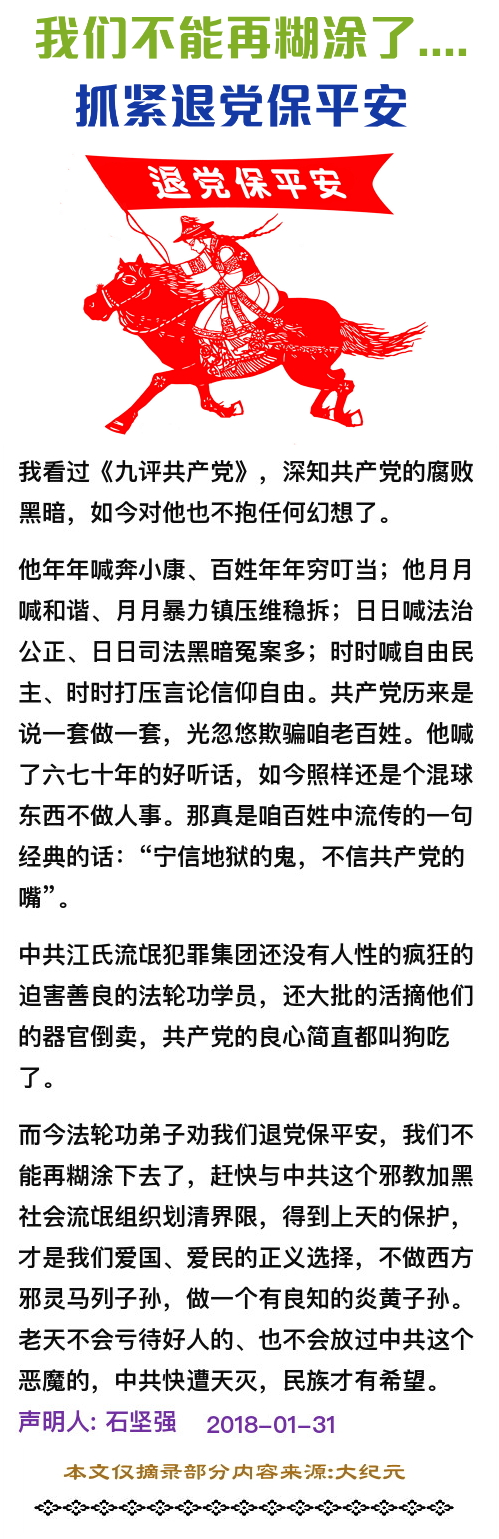 我们不能再糊涂了....
抓紧退党保平安
退党保平安
我看过《九评共产党》，深知共产党的腐败
黑暗，如今对他也不抱任何幻想了。
他年年喊奔小康、百姓年年穷叮当；他月月
喊和谐、月月暴力镇压维稳拆；日日喊法治
公正、日日司法黑暗冤案多；时时喊自由民
主、时时打压言论信仰自由。共产党历来是
说一套做一套，光忽悠欺骗咱老百姓。他喊
了六七十年的好听话，如今照样还是个混球
东西不做人事。那真是咱百姓中流传的一句
经典的话：“宁信地狱的鬼，不信共产党的
嘴”。
中共江氏流氓犯罪集团还没有人性的疯狂的
迫害善良的法轮功学员，还大批的活摘他们
的器官倒卖，共产党的良心简直都叫狗吃
了。
而今法轮功弟子劝我们退党保平安，我们不
能再糊涂下去了，赶快与中共这个邪教加黑
社会流氓组织划清界限，得到上天的保护，
才是我们爱国、爱民的正义选择，不做西方
邪灵马列子孙，做一个有良知的炎黄子孙。
老天不会亏待好人的、也不会放过中共这个
恶魔的，中共快遭天灭，民族才有希望。
声明人: 石坚强 2018-01-31
本文仅摘录部分内容来源:大纪元